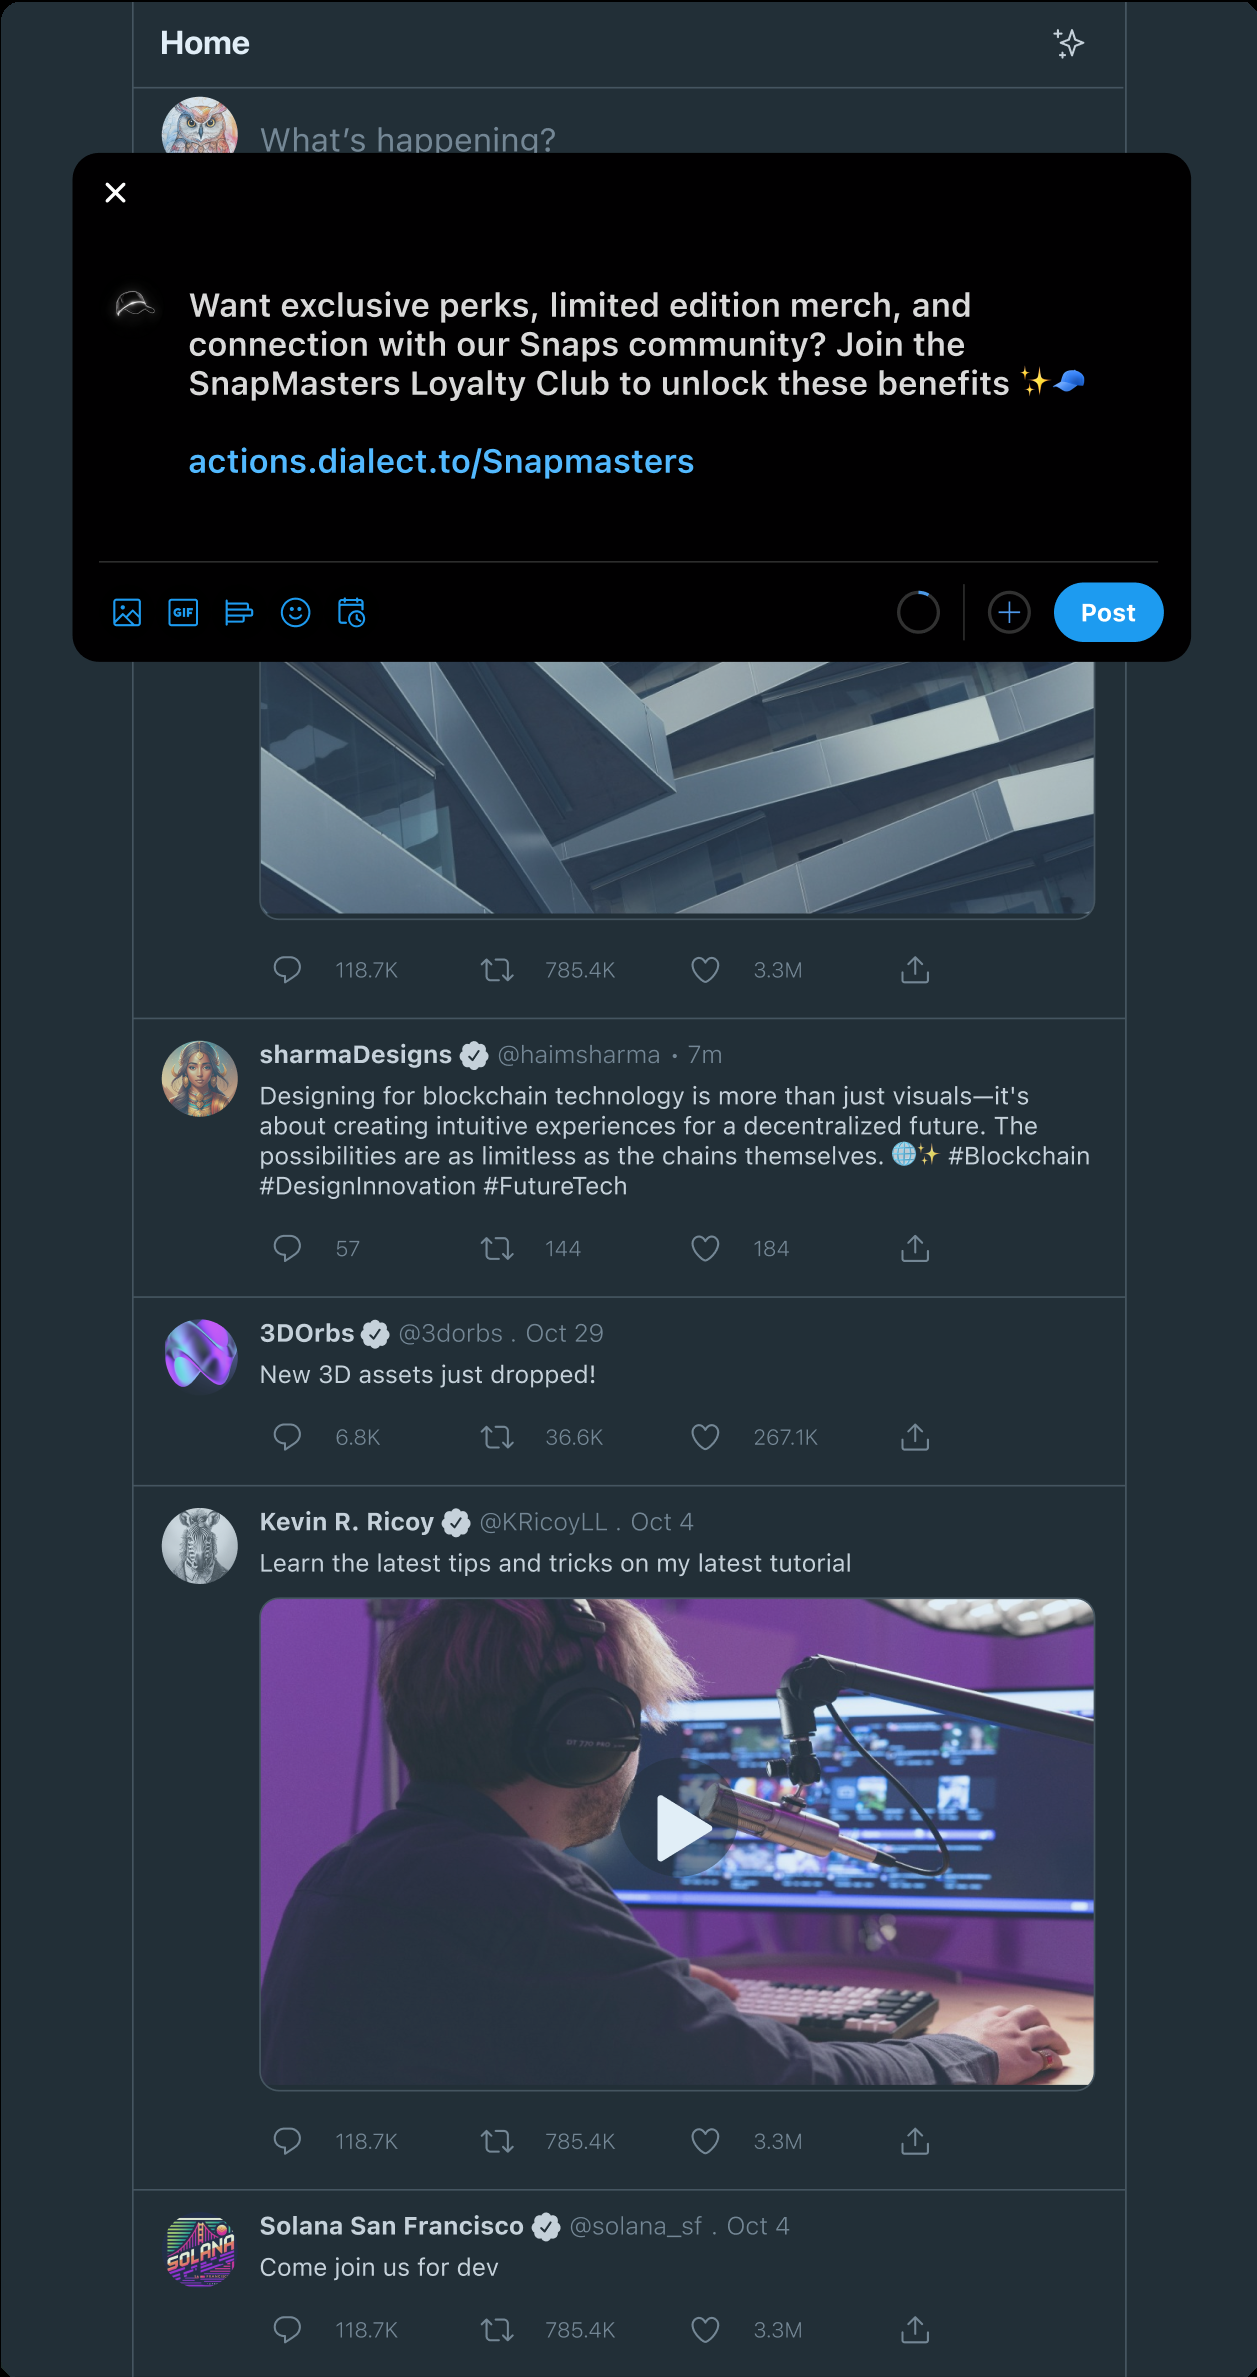 Home
What's happening?
Want exclusive perks, limited edition merch, and
connection with our Snaps community? Join the
SnapMasters Loyalty Club to unlock these benefits ✨🧢
actions.dialect.to/Snapmasters
GIF
Post
118.7K 785.4K 3.3M
sharmaDesigns @haimsharma · 7m
Designing for blockchain technology is more than just visuals—it's
about creating intuitive experiences for a decentralized future. The
possibilities are as limitless as the chains themselves. 🌐✨ #Blockchain
#DesignInnovation #FutureTech
57 144 184
3DOrbs @3dorbs . Oct 29
New 3D assets just dropped!
6.8K 36.6K 267.1K
Kevin R. Ricoy @KRicoyLL . Oct 4
Learn the latest tips and tricks on my latest tutorial
DT 770 PRO
118.7K 785.4K 3.3M
SOLANA
Solana San Francisco @solana_sf . Oct 4
Come join us for dev
118.7K 785.4K 3.3M